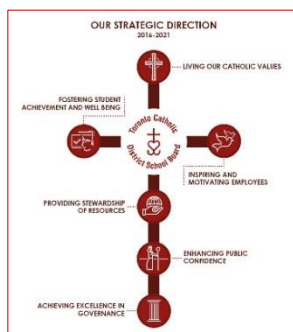 OUR STRATEGIC DIRECTION
2016-2021
LIVING OUR CATHOLIC VALUES
FOSTERING STUDENT
ACHIEVEMENT AND WELL BEING
Toronto Catholic
District School Board
INSPIRING AND
MOTIVATING EMPLOYEES
PROVIDING STEWARDSHIP
OF RESOURCES
ENHANCING PUBLIC
CONFIDENCE
ACHIEVING EXCELLENCE IN
GOVERNANCE